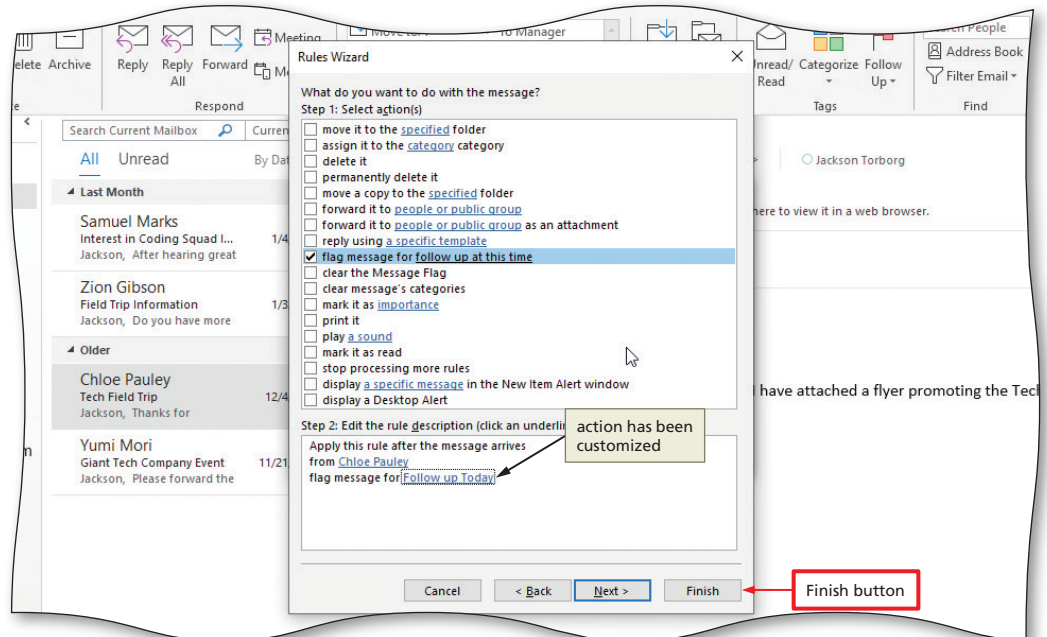 Meeting
To Manager
People
elete Archive
Reply
Reply All
Forward
Unread/ Read
Categorize
Follow Up
Address Book
Filter Email
Respond
Tags
Find
Search Current Mailbox
Curren
All Unread By Dat
Last Month
Samuel Marks
Interest in Coding Squad I... 1/4
Jackson, After hearing great
Zion Gibson
Field Trip Information 1/3
Jackson, Do you have more
Older
Chloe Pauley
Tech Field Trip 12/4
Jackson, Thanks for
Yumi Mori
Giant Tech Company Event 11/21
Jackson, Please forward the
Rules Wizard
What do you want to do with the message?
Step 1: Select action(s)
move it to the specified folder
assign it to the category category
delete it
permanently delete it
move a copy to the specified folder
forward it to people or public group
forward it to people or public group as an attachment
reply using a specific template
flag message for follow up at this time
clear the Message Flag
clear message's categories
mark it as importance
print it
play a sound
mark it as read
stop processing more rules
display a specific message in the New Item Alert window
display a Desktop Alert
Step 2: Edit the rule description (click an underli
action has been
customized
Apply this rule after the message arrives
from Chloe Pauley
flag message for Follow up Today
Cancel
< Back
Next >
Finish
Finish button
Jackson Torborg
here to view it in a web browser.
I have attached a flyer promoting the Tec